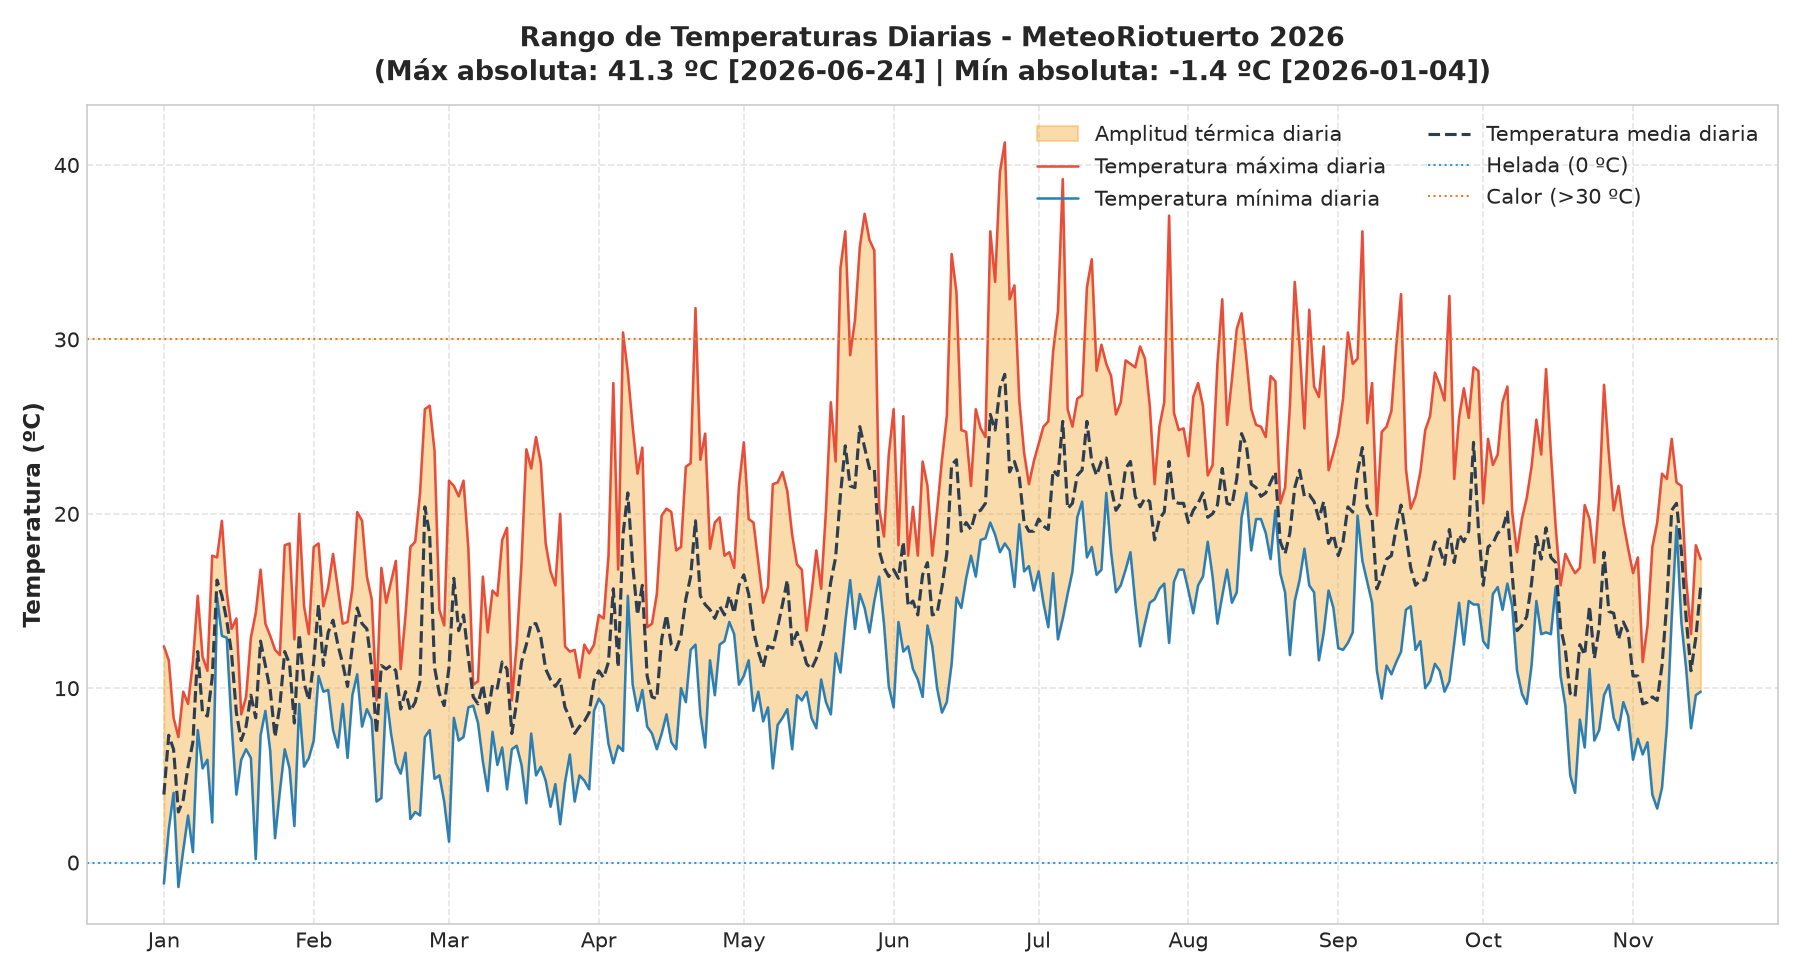 Rango de Temperaturas Diarias - MeteoRiotuerto 2026
(Máx absoluta: 41.3 ºC [2026-06-24] | Mín absoluta: -1.4 ºC [2026-01-04])
Amplitud térmica diaria
Temperatura máxima diaria
Temperatura mínima diaria
Temperatura media diaria
Helada (0 ºC)
Calor (>30 ºC)
Temperatura (ºC)
40
30
20
10
0
Jan Feb Mar Apr May Jun Jul Aug Sep Oct Nov